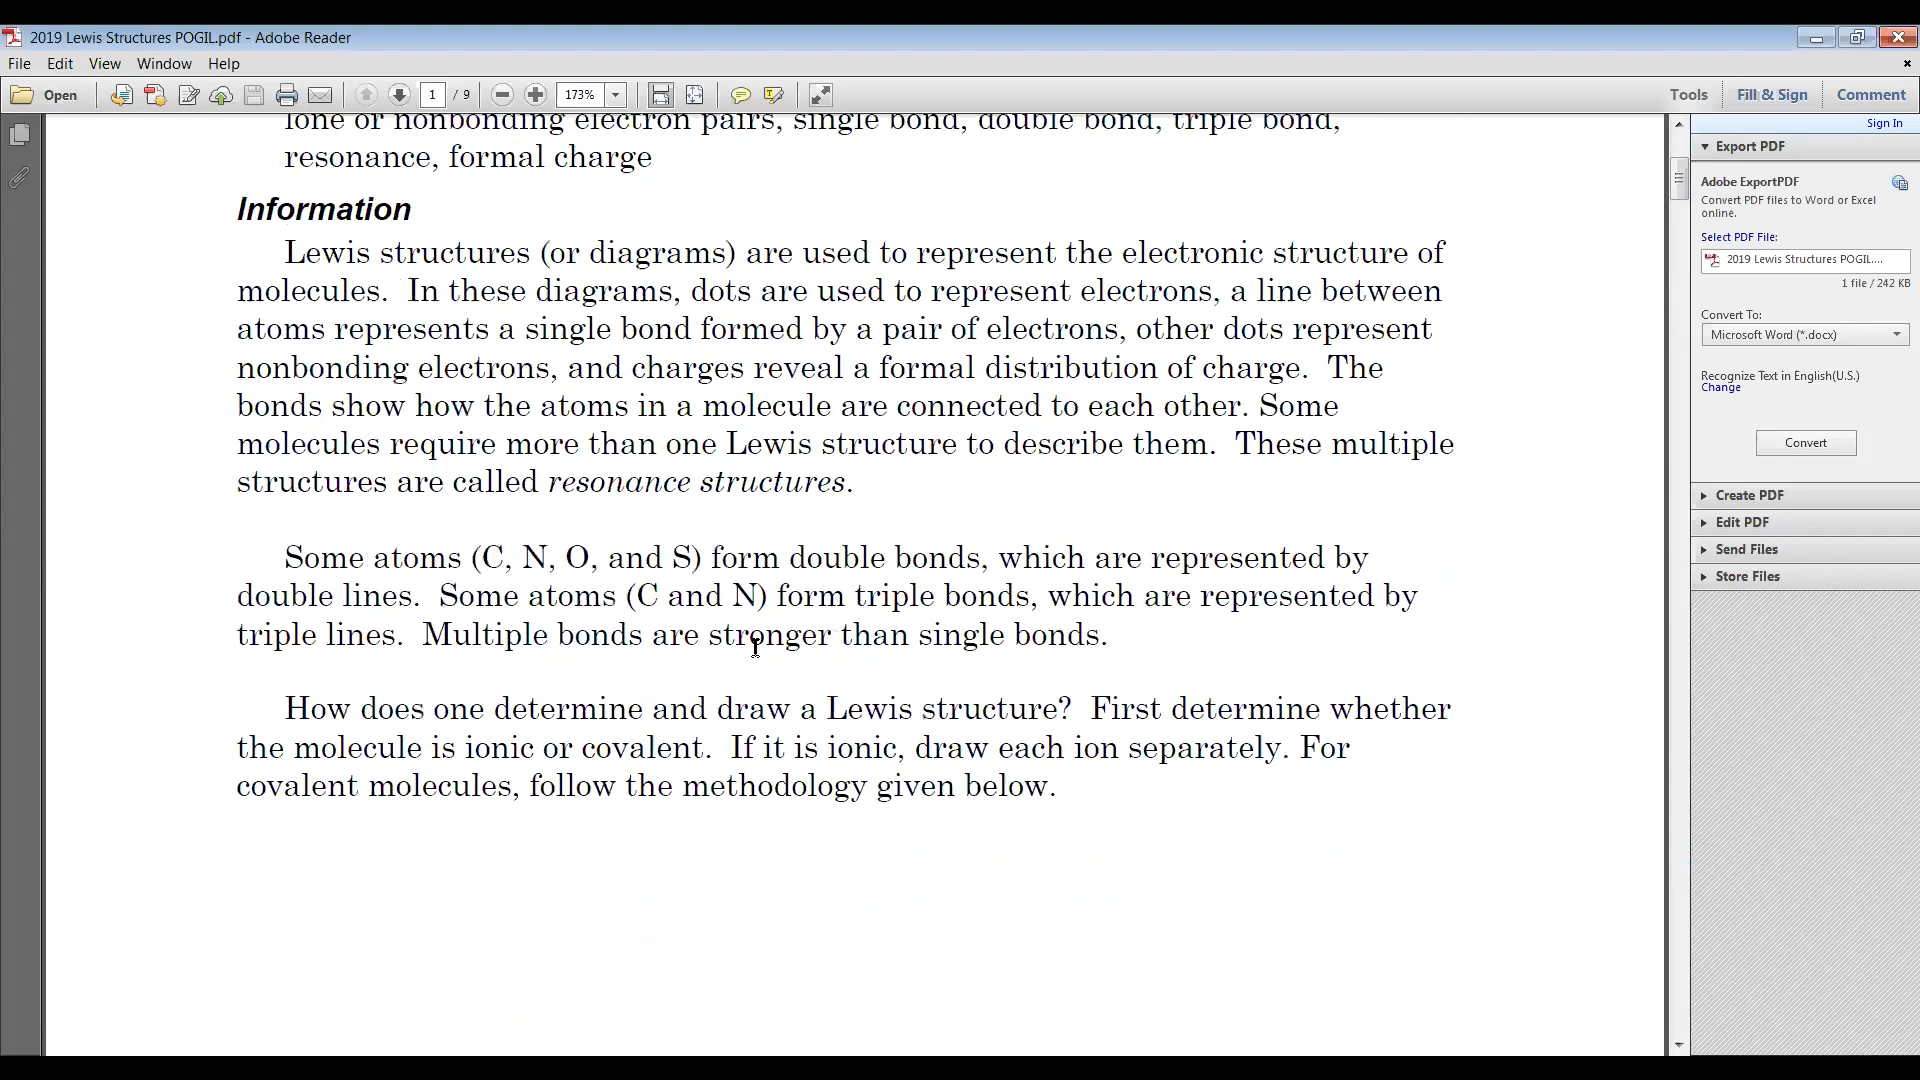 2019 Lewis Structures POGIL.pdf - Adobe Reader
File Edit View Window Help
Open 1 / 9 173% Tools Fill & Sign Comment
Sign In
lone or nonbonding electron pairs, single bond, double bond, triple bond,
resonance, formal charge
Information
Lewis structures (or diagrams) are used to represent the electronic structure of
molecules.  In these diagrams, dots are used to represent electrons, a line between
atoms represents a single bond formed by a pair of electrons, other dots represent
nonbonding electrons, and charges reveal a formal distribution of charge.  The
bonds show how the atoms in a molecule are connected to each other. Some
molecules require more than one Lewis structure to describe them.  These multiple
structures are called resonance structures.
Some atoms (C, N, O, and S) form double bonds, which are represented by
double lines.  Some atoms (C and N) form triple bonds, which are represented by
triple lines.  Multiple bonds are stronger than single bonds.
How does one determine and draw a Lewis structure?  First determine whether
the molecule is ionic or covalent.  If it is ionic, draw each ion separately. For
covalent molecules, follow the methodology given below.
Export PDF
Adobe ExportPDF
Convert PDF files to Word or Excel
online.
Select PDF File:
2019 Lewis Structures POGIL....
1 file / 242 KB
Convert To:
Microsoft Word (*.docx)
Recognize Text in English(U.S.)
Change
Convert
Create PDF
Edit PDF
Send Files
Store Files